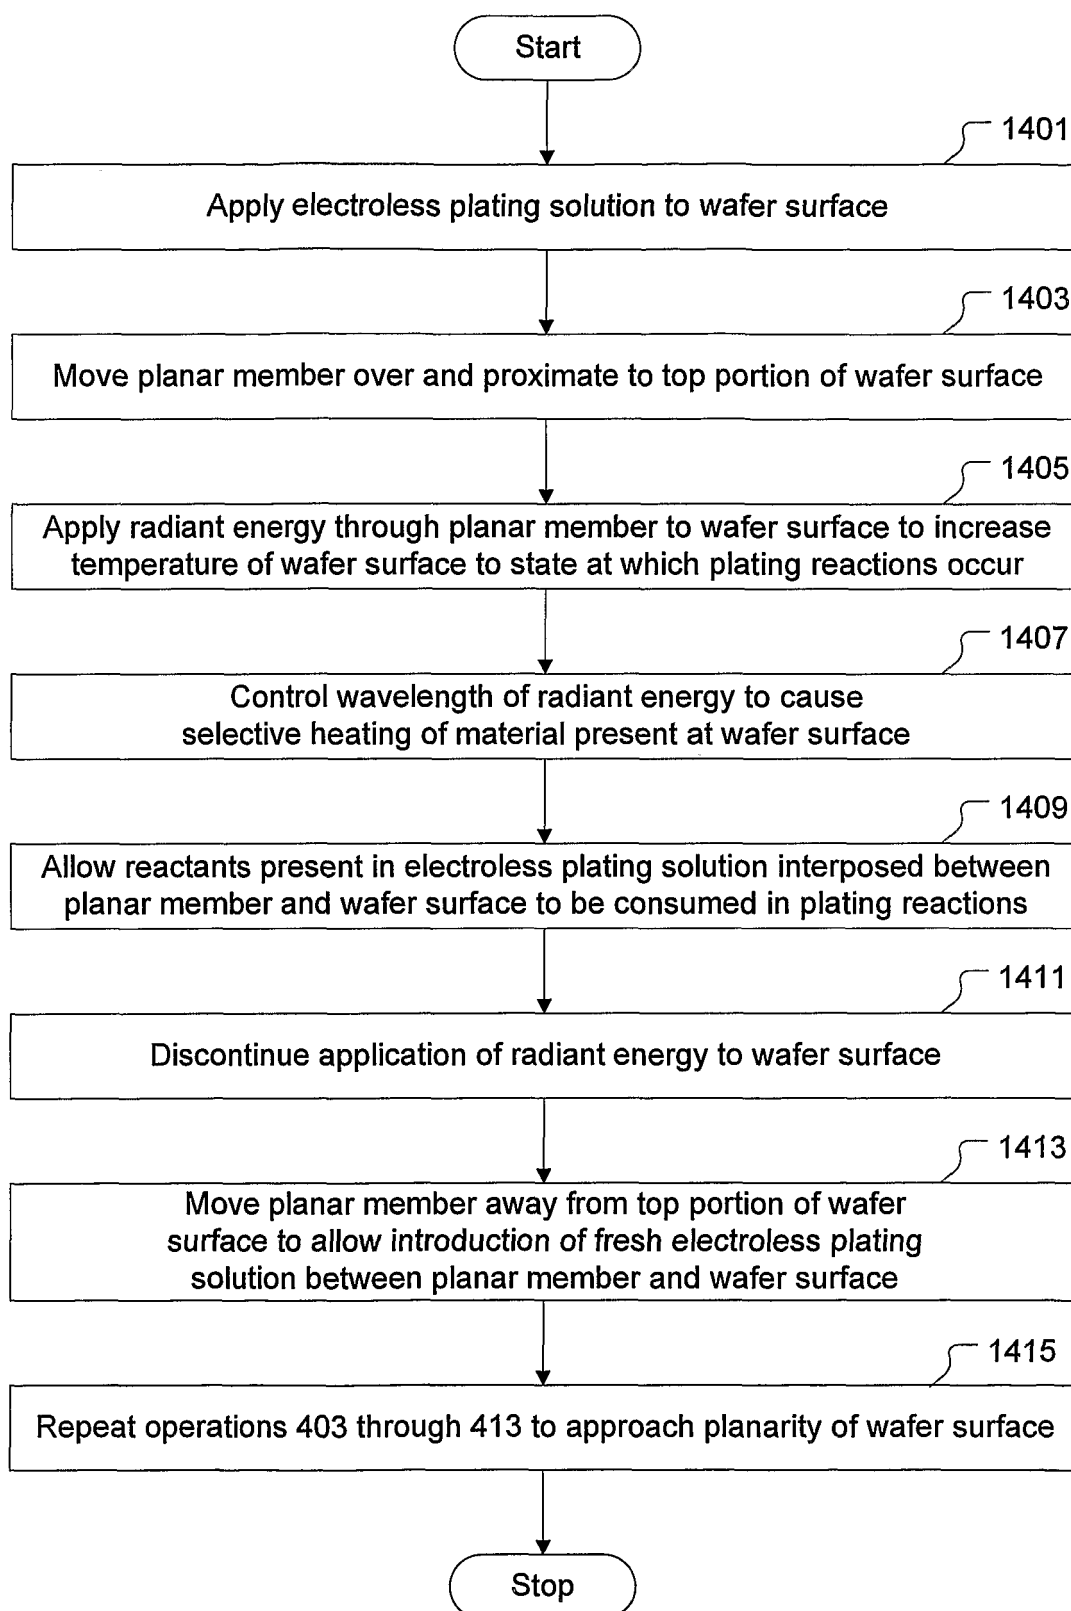 Start
1401
Apply electroless plating solution to wafer surface
1403
Move planar member over and proximate to top portion of wafer surface
1405
Apply radiant energy through planar member to wafer surface to increase
temperature of wafer surface to state at which plating reactions occur
1407
Control wavelength of radiant energy to cause
selective heating of material present at wafer surface
1409
Allow reactants present in electroless plating solution interposed between
planar member and wafer surface to be consumed in plating reactions
1411
Discontinue application of radiant energy to wafer surface
1413
Move planar member away from top portion of wafer
surface to allow introduction of fresh electroless plating
solution between planar member and wafer surface
1415
Repeat operations 403 through 413 to approach planarity of wafer surface
Stop